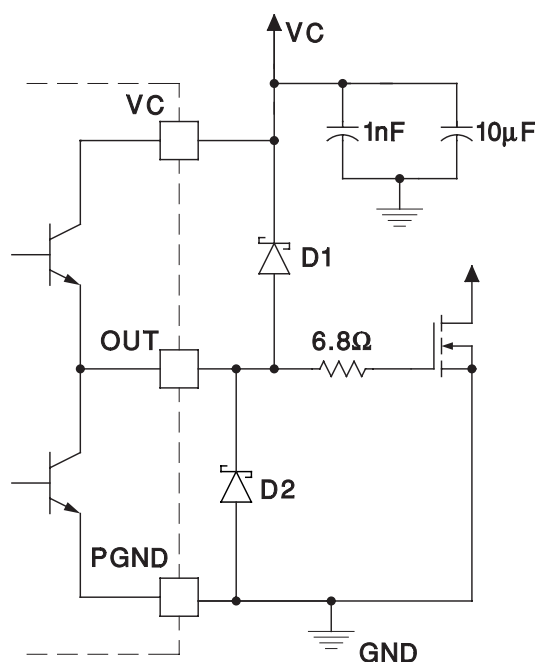 VC
VC
1nF
10µF
D1
OUT
6.8Ω
D2
PGND
GND